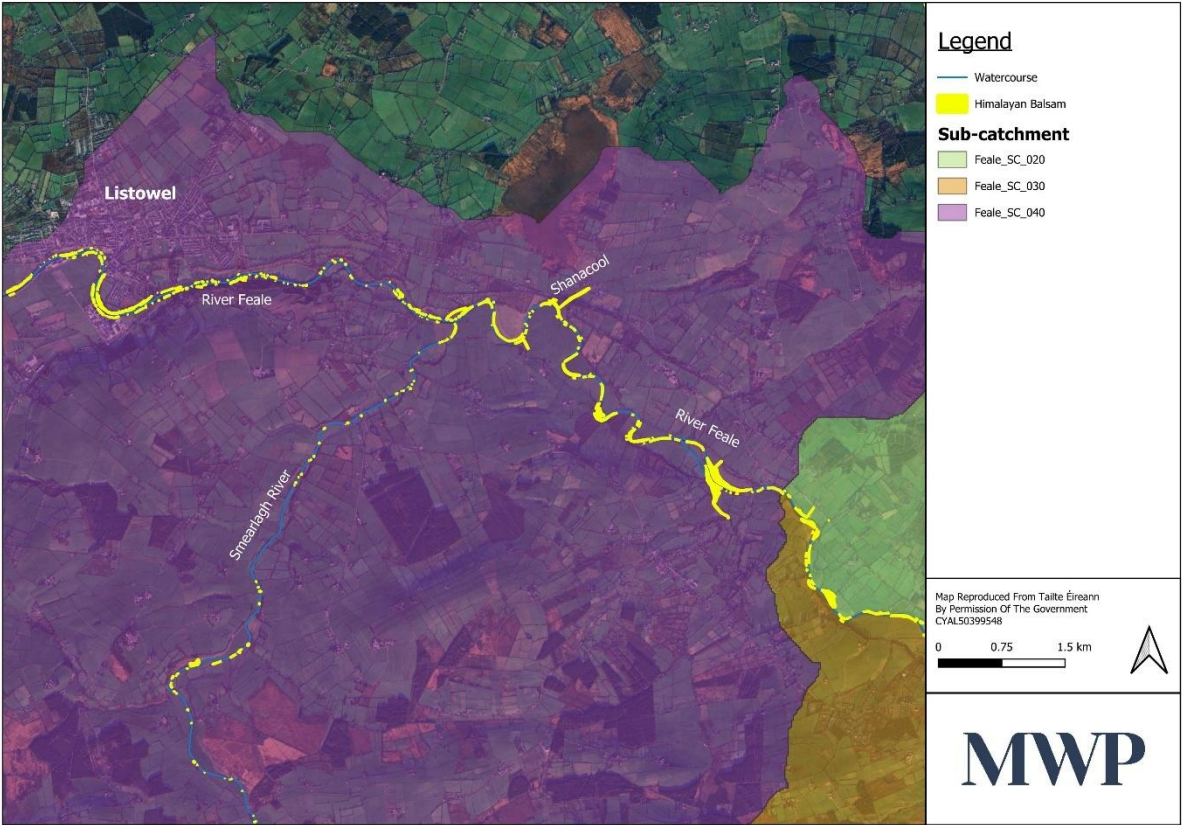 Listowel
River Feale
Shanacool
River Feale
Smearlagh River
Legend
Watercourse
Himalayan Balsam
Sub-catchment
Feale_SC_020
Feale_SC_030
Feale_SC_040
Map Reproduced From Tailte Éireann
By Permission Of The Government
CYAL50399548
0 0.75 1.5 km
MWP